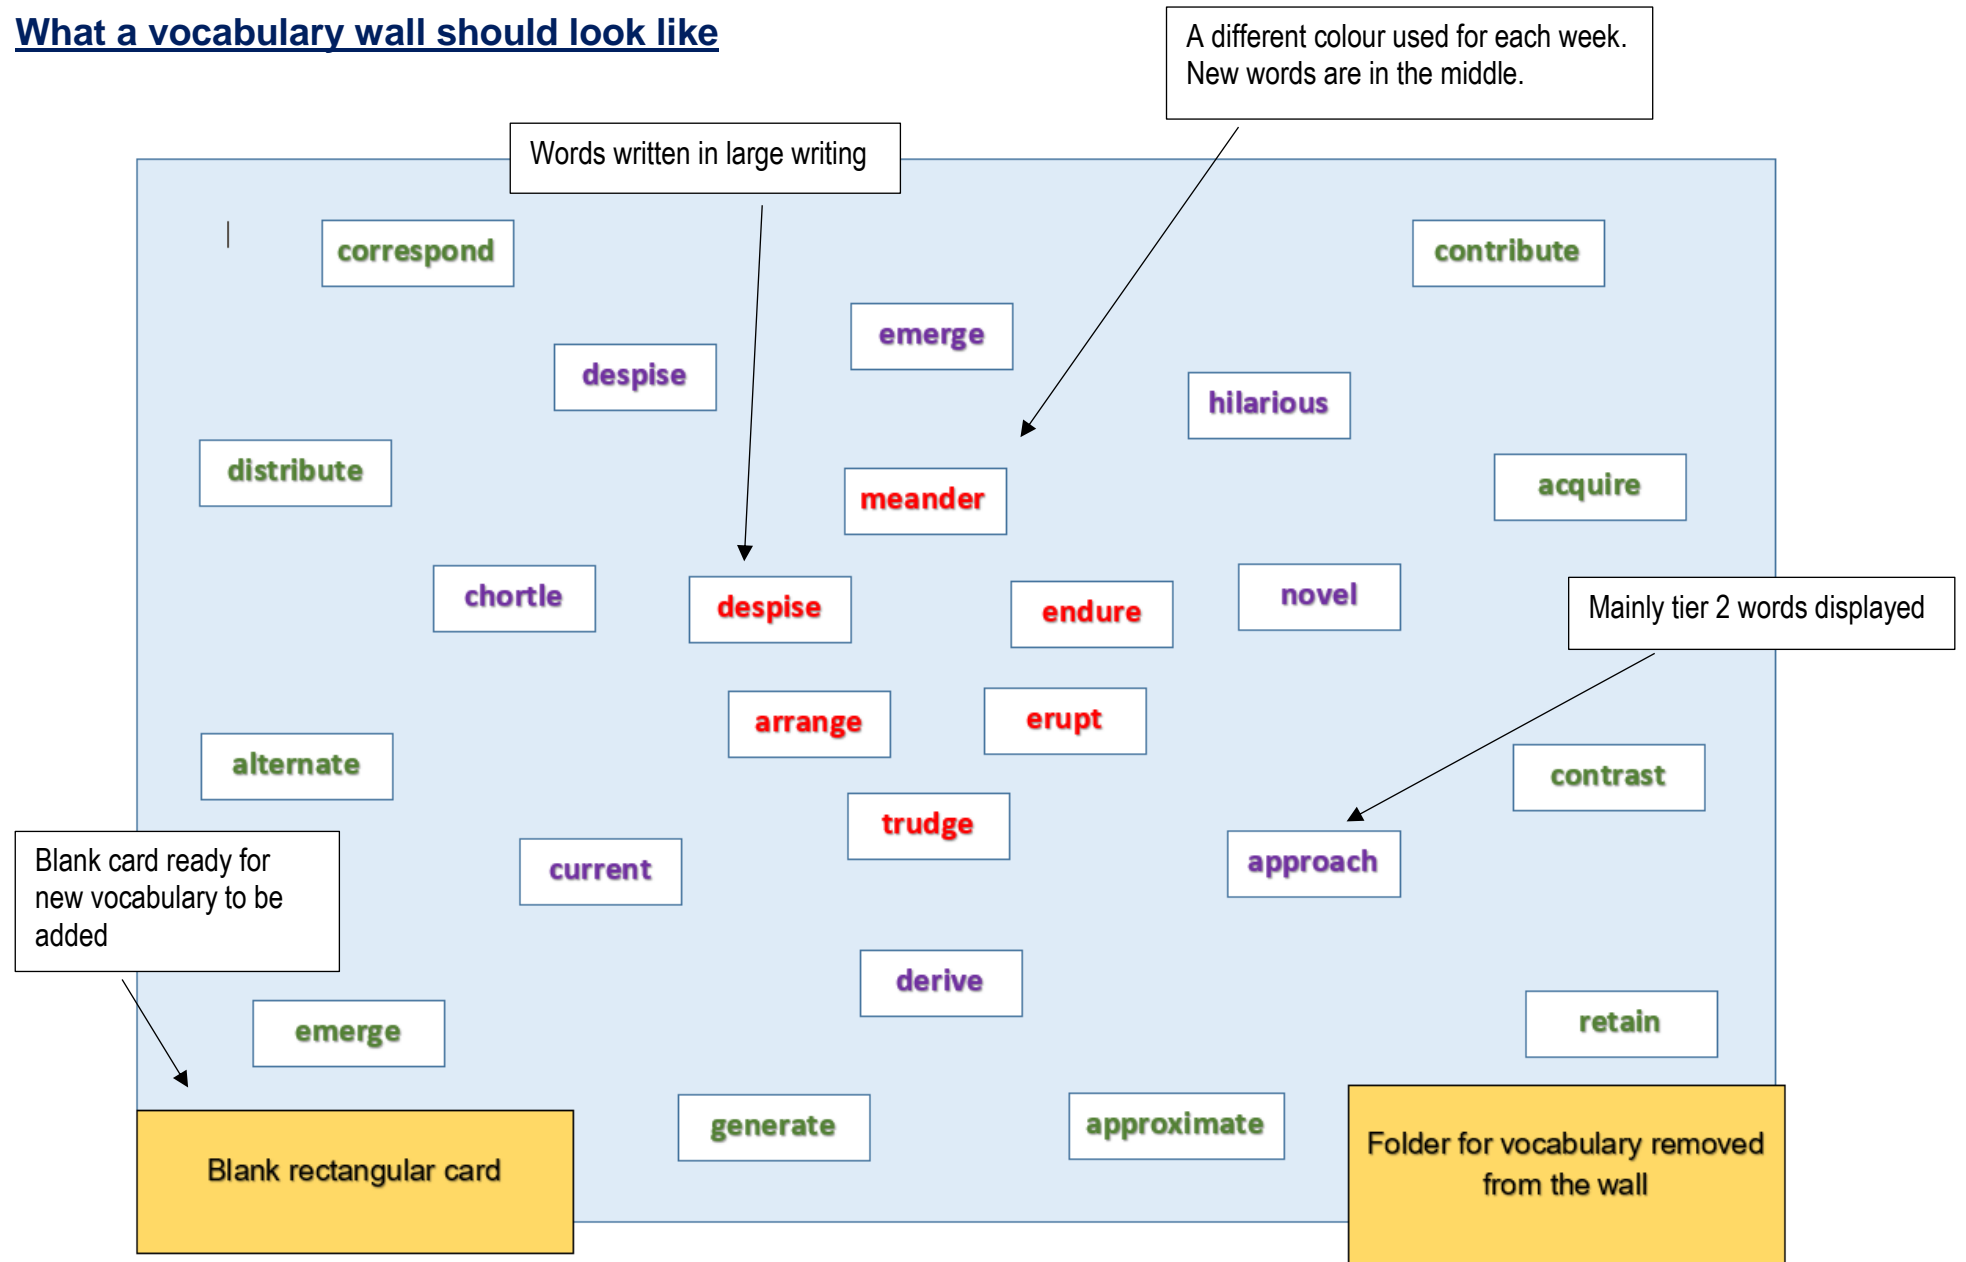 What a vocabulary wall should look like
A different colour used for each week.
New words are in the middle.
Words written in large writing
correspond
contribute
emerge
despise
hilarious
distribute
acquire
meander
chortle
despise
endure
novel
Mainly tier 2 words displayed
arrange
erupt
alternate
contrast
trudge
current
approach
Blank card ready for
new vocabulary to be
added
derive
emerge
retain
generate
approximate
Blank rectangular card
Folder for vocabulary removed
from the wall